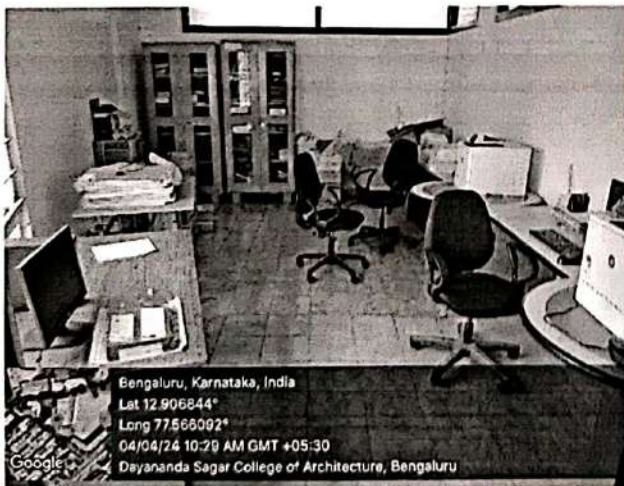 Bengaluru, Karnataka, India
Lat 12.906844°
Long 77.566092°
04/04/24 10:29 AM GMT +05:30
Google
Dayananda Sagar College of Architecture, Bengaluru